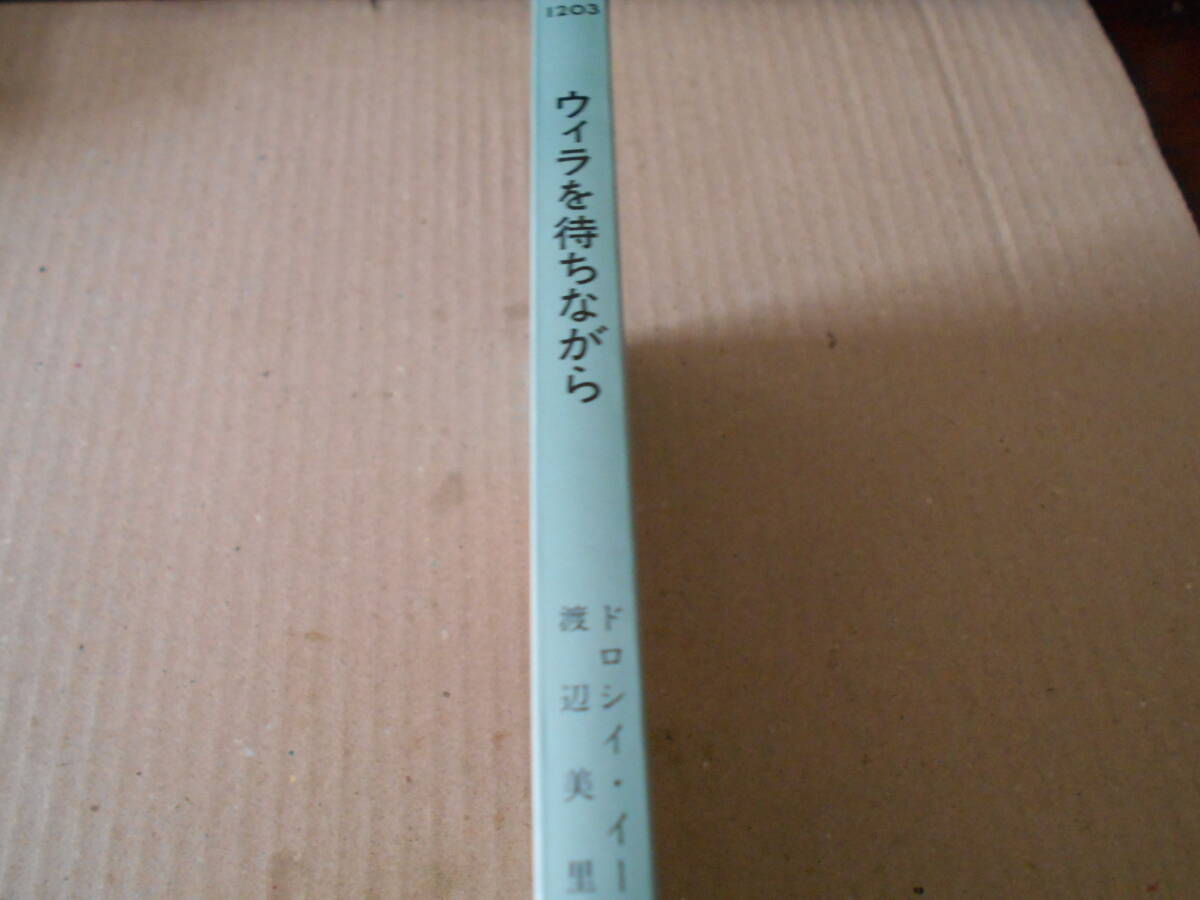 1203
ウィラを待ちながら
ドロシイ・イー
渡辺美里